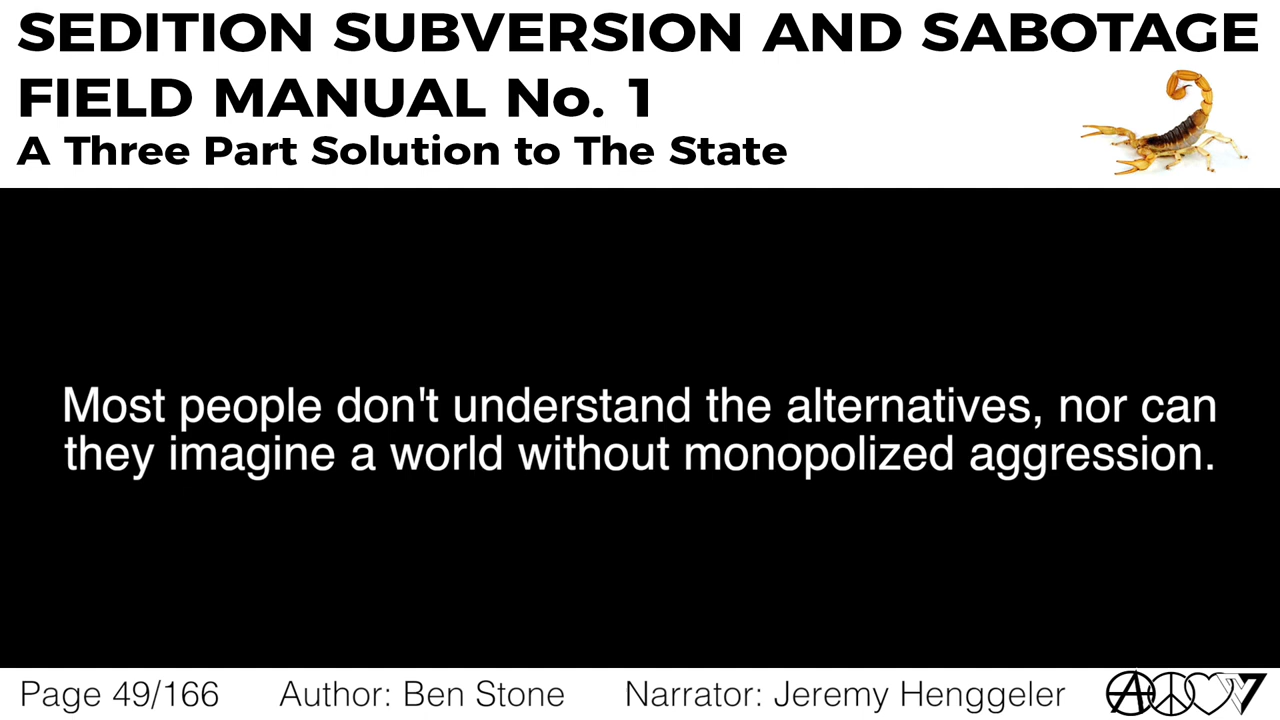 SEDITION SUBVERSION AND SABOTAGE
FIELD MANUAL No. 1
A Three Part Solution to The State
Most people don't understand the alternatives, nor can
they imagine a world without monopolized aggression.
Page 49/166 Author: Ben Stone Narrator: Jeremy Henggeler